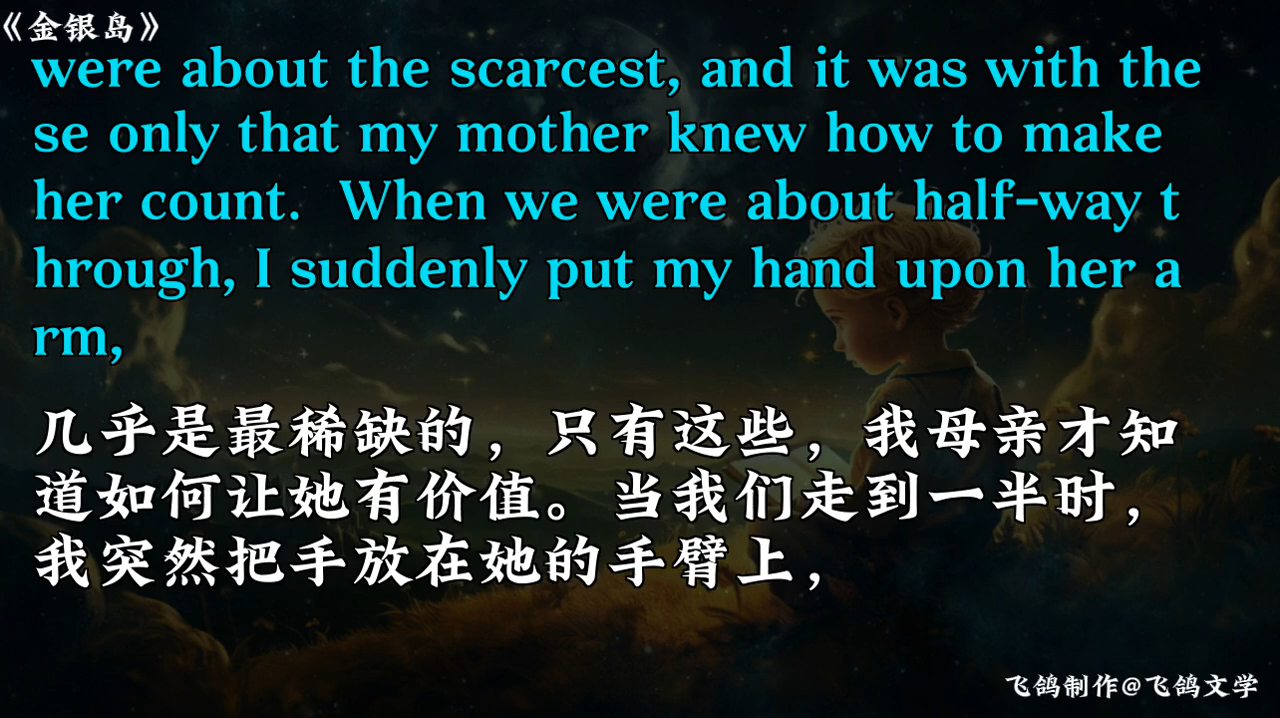 《金银岛》
were about the scarcest, and it was with the
se only that my mother knew how to make
her count.  When we were about half-way t
hrough, I suddenly put my hand upon her a
rm,
几乎是最稀缺的，只有这些，我母亲才知
道如何让她有价值。当我们走到一半时，
我突然把手放在她的手臂上，
飞鸽制作@飞鸽文学